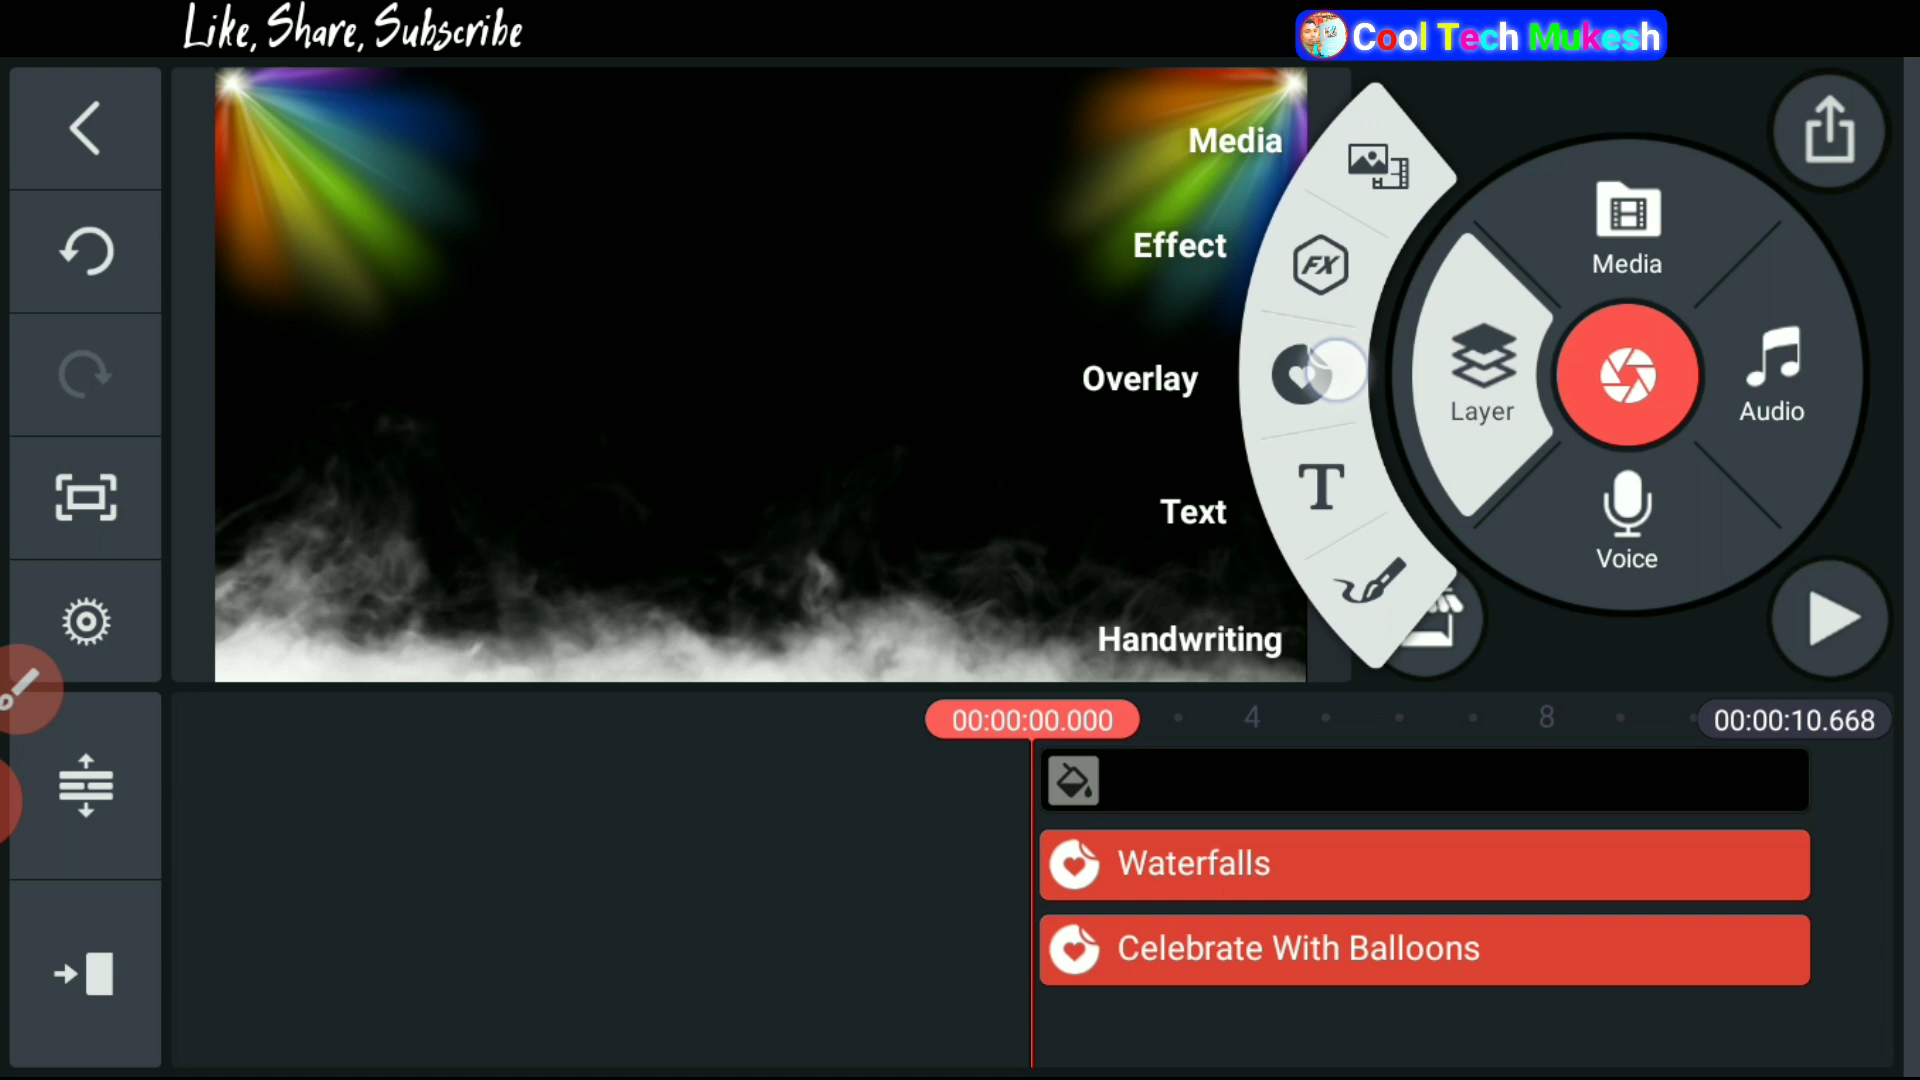 Like, Share, Subscribe
Cool Tech Mukesh
Media
Effect
Overlay
Text
Handwriting
FX
T
Media
Layer
Audio
Voice
00:00:00.000
4
8
00:00:10.668
Waterfalls
Celebrate With Balloons